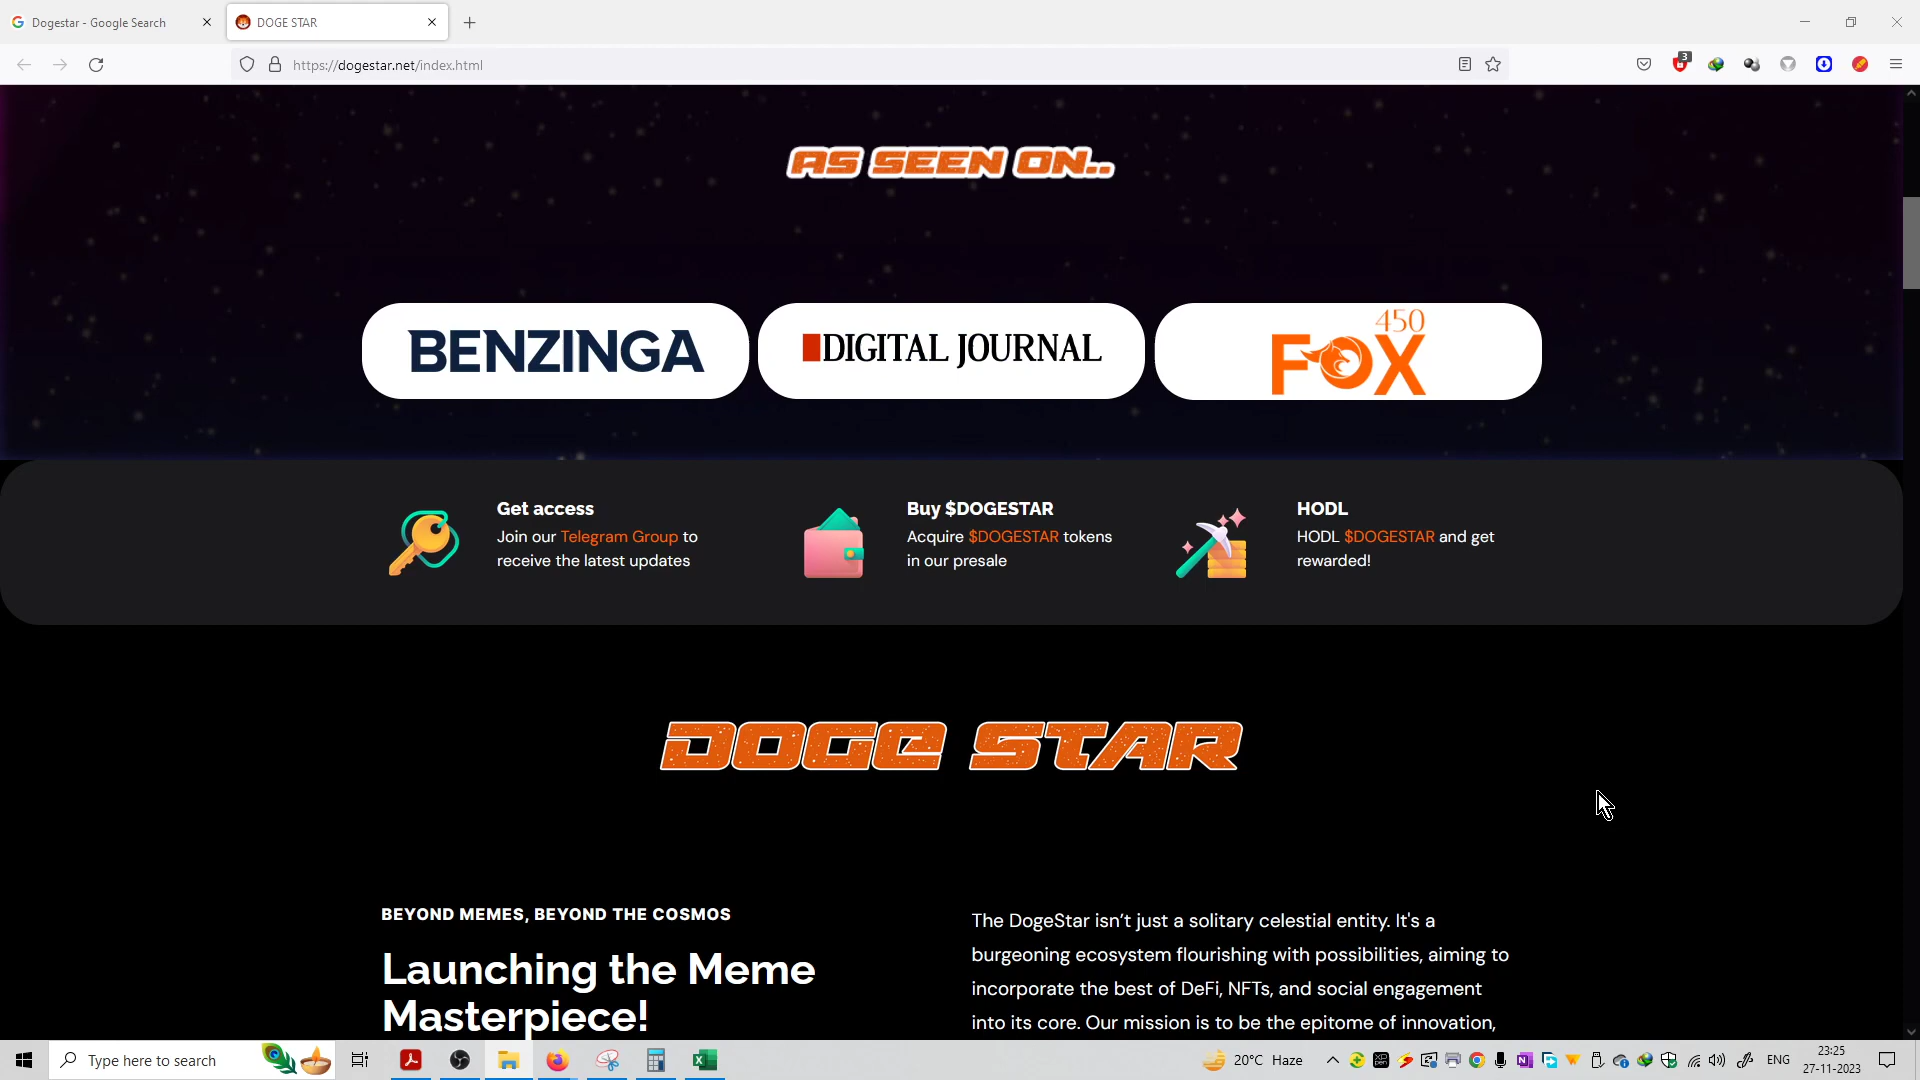 Dogestar - Google Search
DOGE STAR
https://dogestar.net/index.html
3
AS SEEN ON..
BENZINGA
DIGITAL JOURNAL
450
FOX
Get access
Join our Telegram Group to
receive the latest updates
Buy $DOGESTAR
Acquire $DOGESTAR tokens
in our presale
HODL
HODL $DOGESTAR and get
rewarded!
DOGE STAR
BEYOND MEMES, BEYOND THE COSMOS
Launching the Meme
Masterpiece!
The DogeStar isn’t just a solitary celestial entity. It's a
burgeoning ecosystem flourishing with possibilities, aiming to
incorporate the best of DeFi, NFTs, and social engagement
into its core. Our mission is to be the epitome of innovation,
Type here to search
20°C Haze
ENG
23:25
27-11-2023